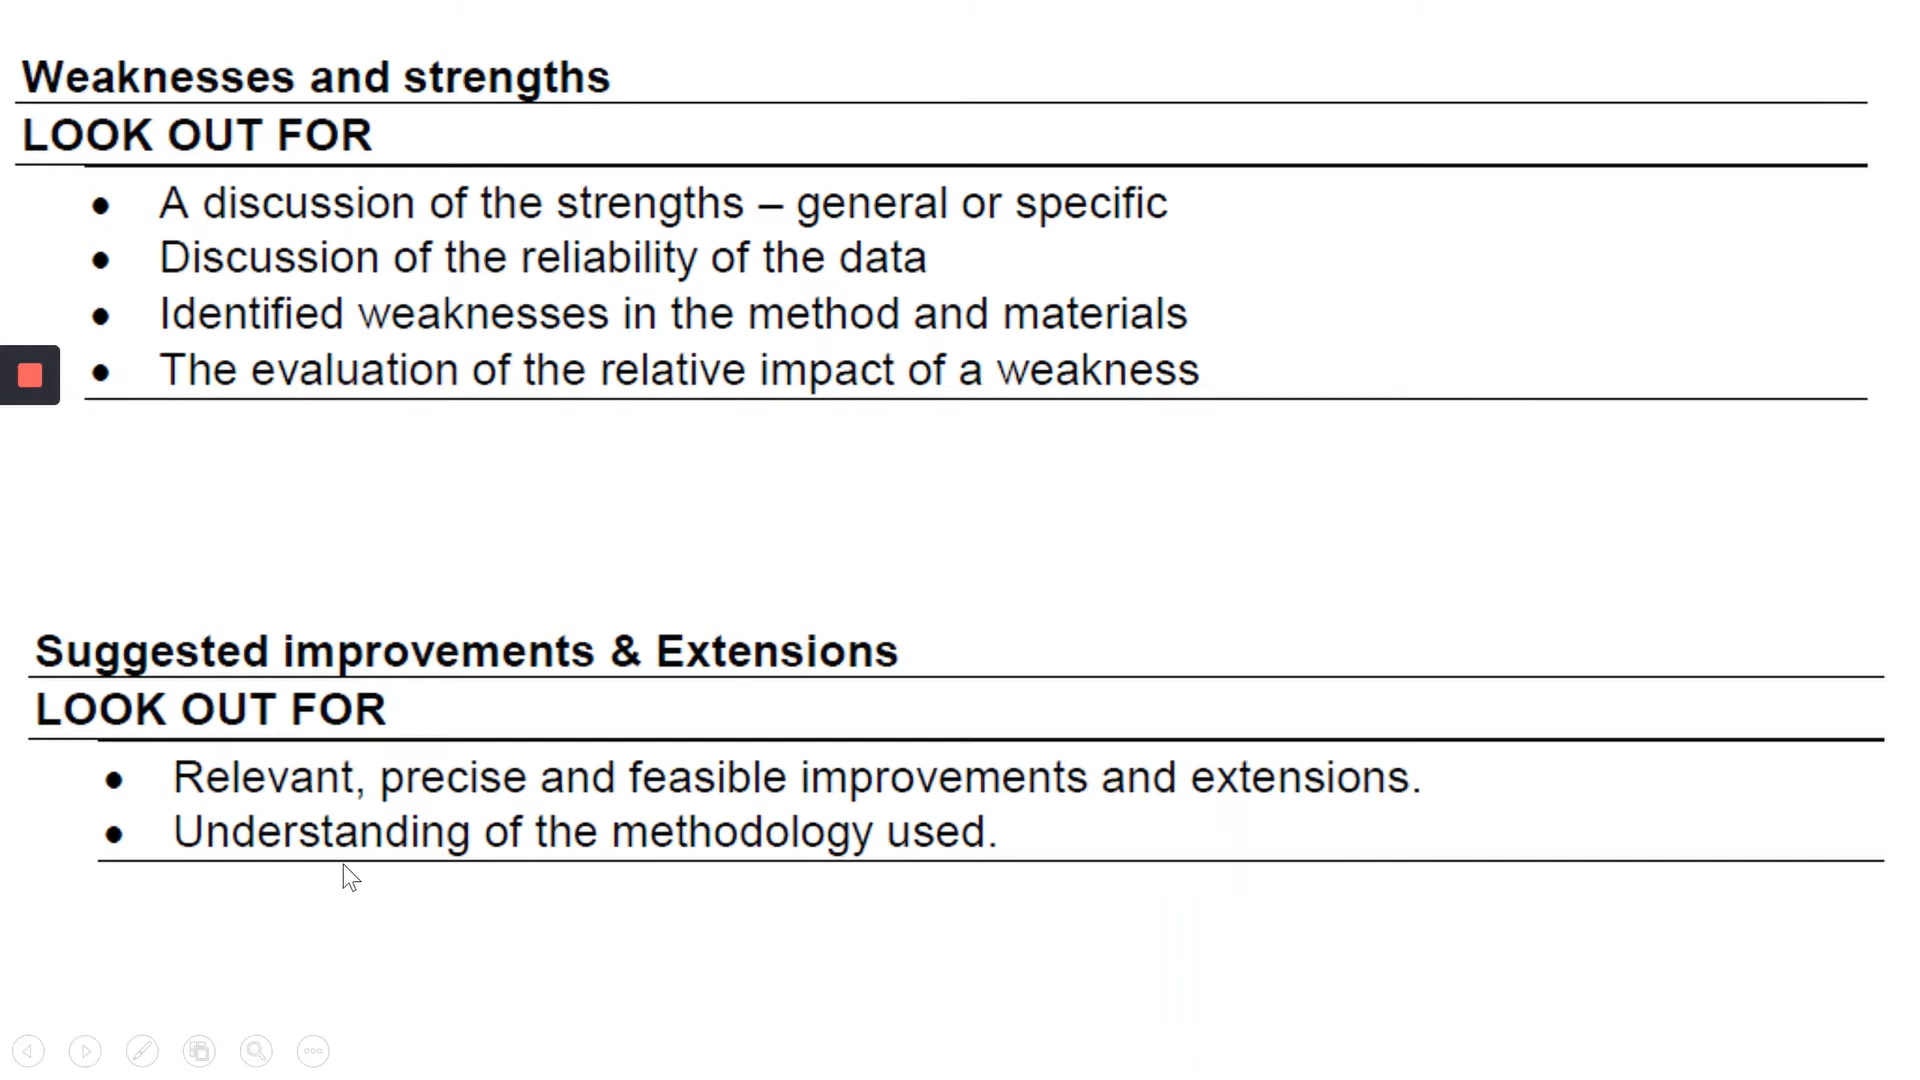 Weaknesses and strengths
LOOK OUT FOR
• A discussion of the strengths – general or specific
• Discussion of the reliability of the data
• Identified weaknesses in the method and materials
• The evaluation of the relative impact of a weakness
Suggested improvements & Extensions
LOOK OUT FOR
• Relevant, precise and feasible improvements and extensions.
• Understanding of the methodology used.